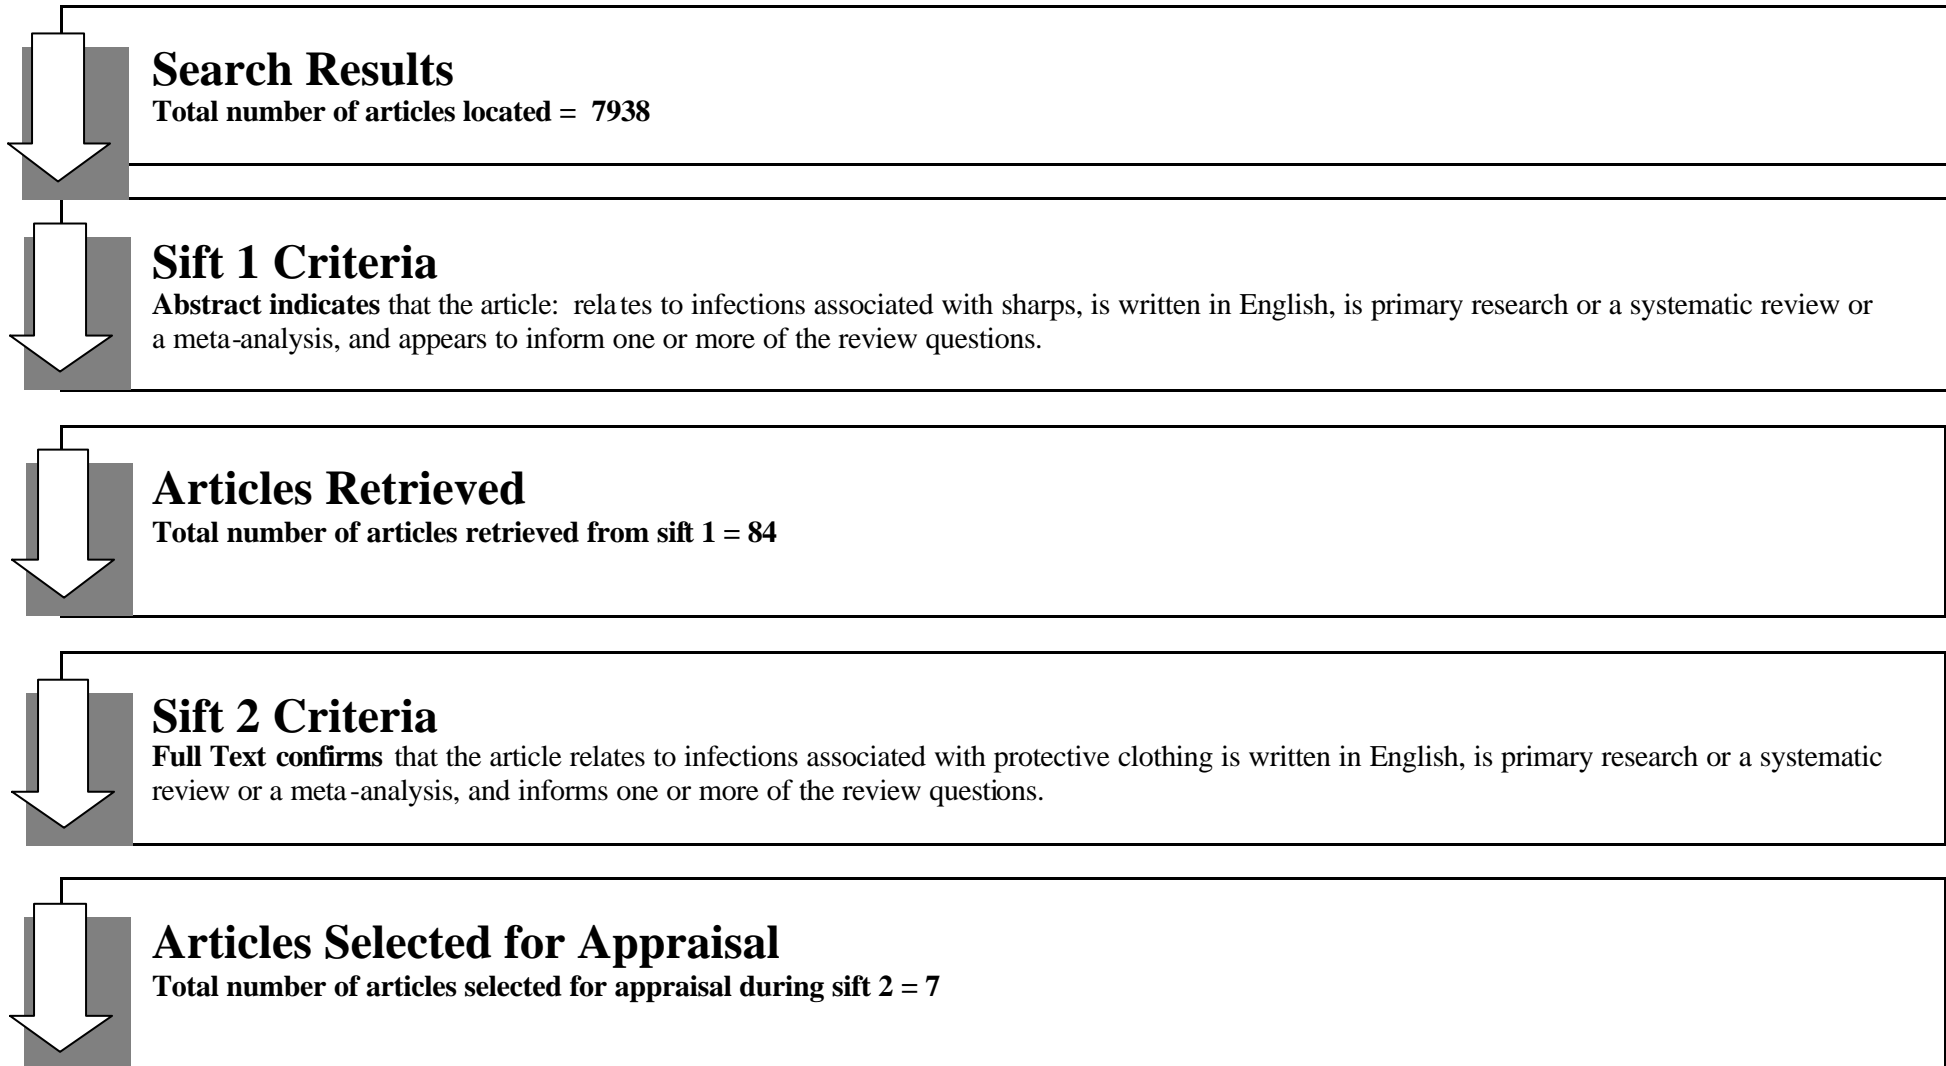 Search Results
Total number of articles located = 7938
Sift 1 Criteria
Abstract indicates that the article: relates to infections associated with sharps, is written in English, is primary research or a systematic review or
a meta-analysis, and appears to inform one or more of the review questions.
Articles Retrieved
Total number of articles retrieved from sift 1 = 84
Sift 2 Criteria
Full Text confirms that the article relates to infections associated with protective clothing is written in English, is primary research or a systematic
review or a meta-analysis, and informs one or more of the review questions.
Articles Selected for Appraisal
Total number of articles selected for appraisal during sift 2 = 7